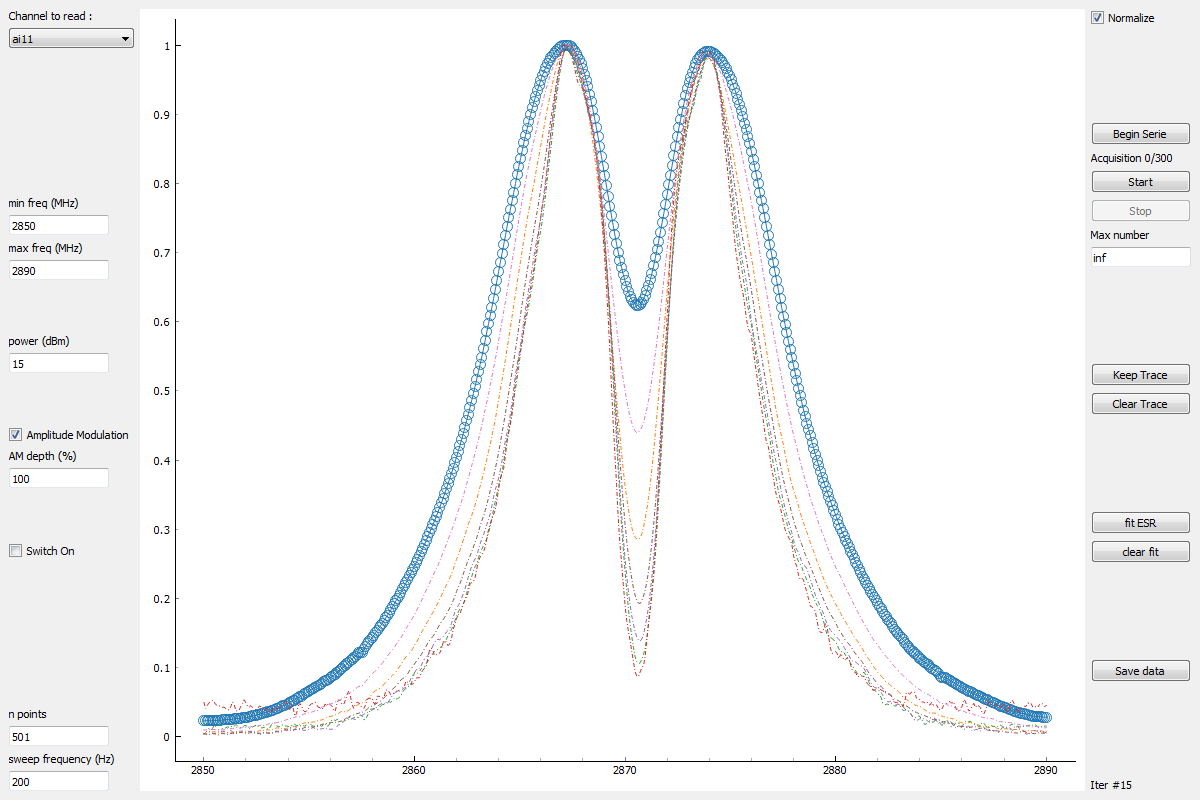 Channel to read :
ai11
min freq (MHz)
2850
max freq (MHz)
2890
power (dBm)
15
Amplitude Modulation
AM depth (%)
100
Switch On
n points
501
sweep frequency (Hz)
200
1
0.9
0.8
0.7
0.6
0.5
0.4
0.3
0.2
0.1
0
2850 2860 2870 2880 2890
Normalize
Begin Serie
Acquisition 0/300
Start
Stop
Max number
inf
Keep Trace
Clear Trace
fit ESR
clear fit
Save data
Iter #15